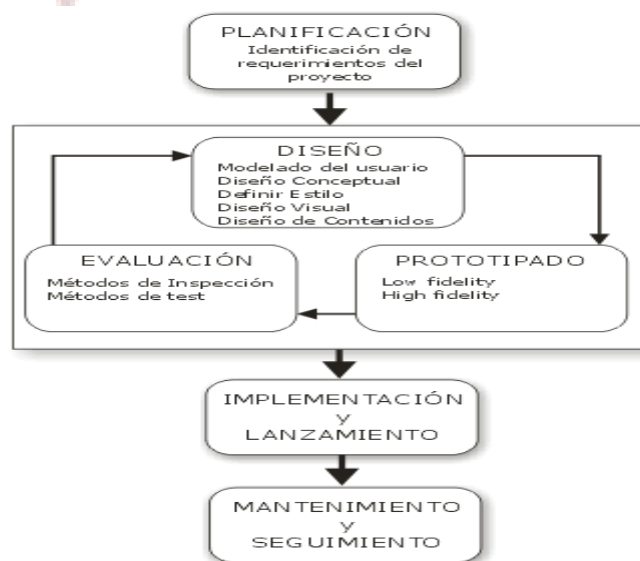 PLANIFICACIÓN
Identificación de
requerimientos del
proyecto
DISEÑO
Modelado del usuario
Diseño Conceptual
Definir Estilo
Diseño Visual
Diseño de Contenidos
EVALUACIÓN
Métodos de Inspección
Métodos de test
PROTOTIPADO
Low fidelity
High fidelity
IMPLEMENTACIÓN
y
LANZAMIENTO
MANTENIMIENTO
y
SEGUIMIENTO